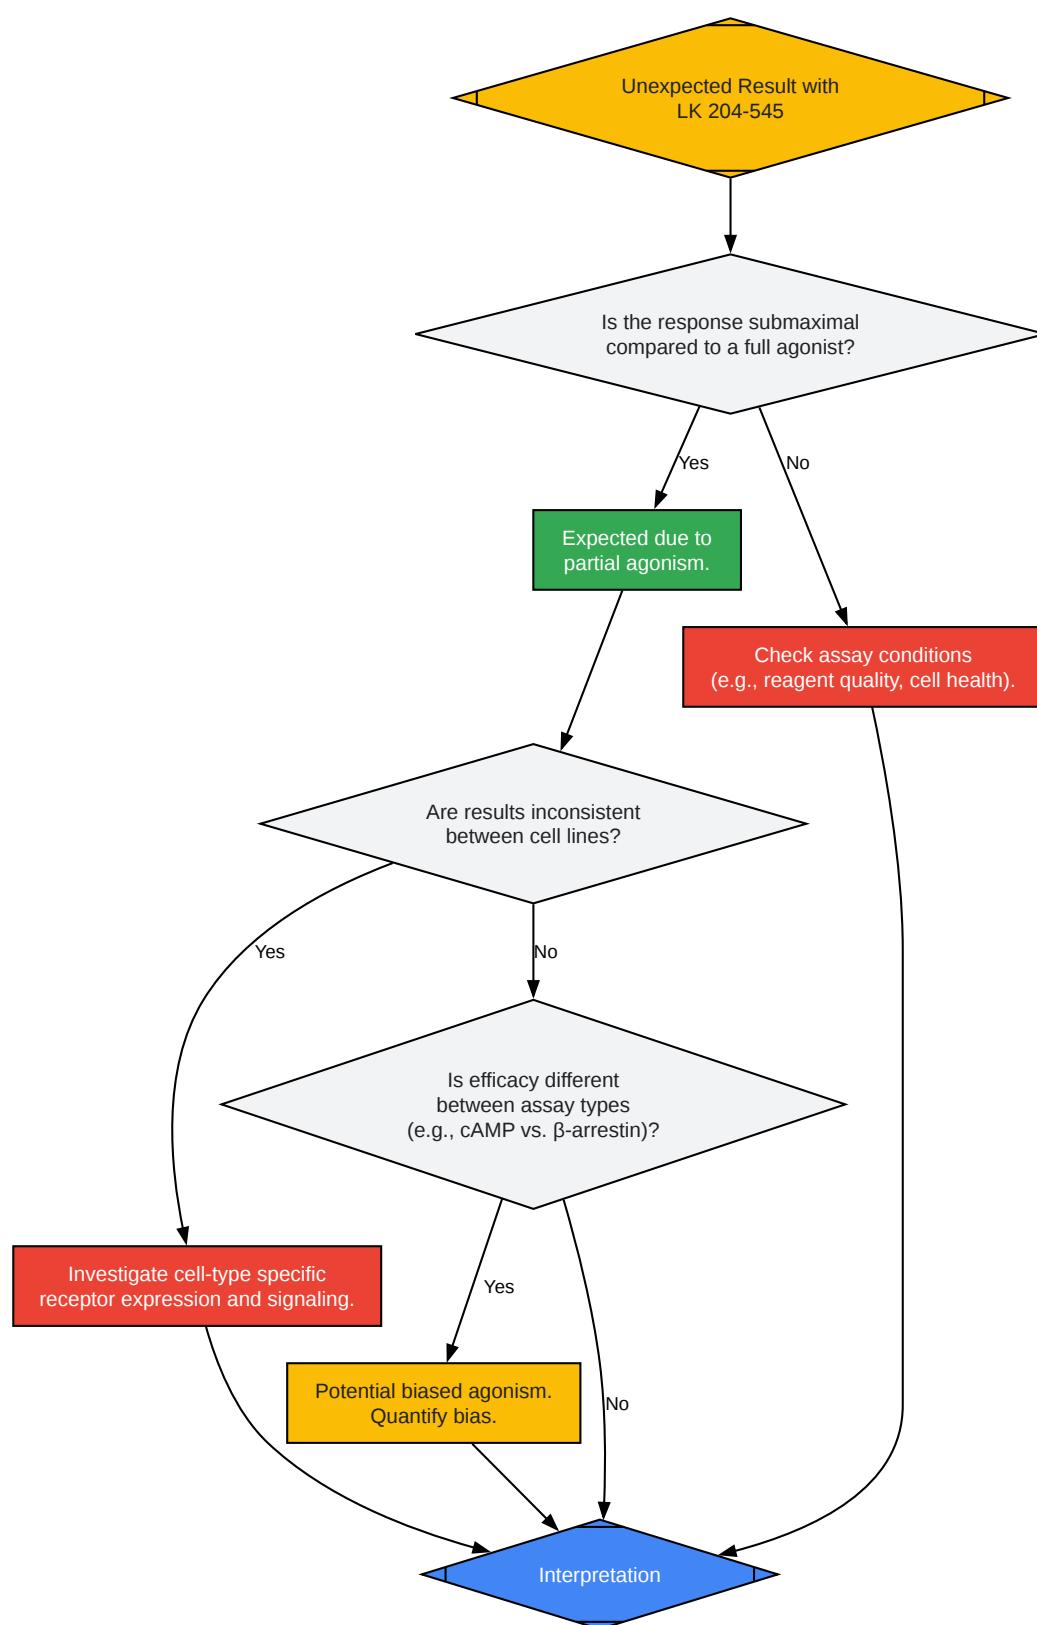 Unexpected Result with
LK 204-545
Is the response submaximal
compared to a full agonist?
Yes
No
Expected due to
partial agonism.
Check assay conditions
(e.g., reagent quality, cell health).
Are results inconsistent
between cell lines?
Yes
No
Is efficacy different
between assay types
(e.g., cAMP vs. β-arrestin)?
Investigate cell-type specific
receptor expression and signaling.
Yes
Potential biased agonism.
Quantify bias.
No
Interpretation